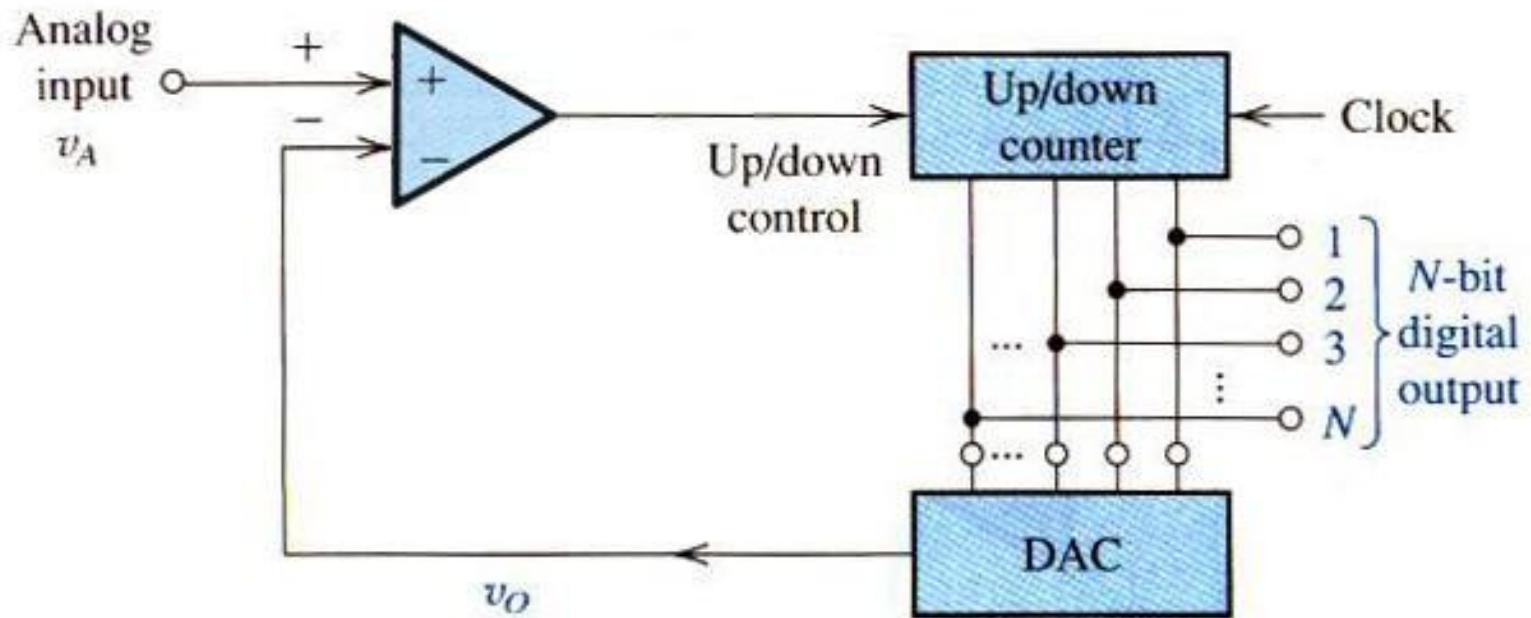 Analog
input
v_A
+
−
+
−
Up/down
control
Up/down
counter
Clock
1
2
3
⋮
N
N-bit
digital
output
...
...
DAC
v_O